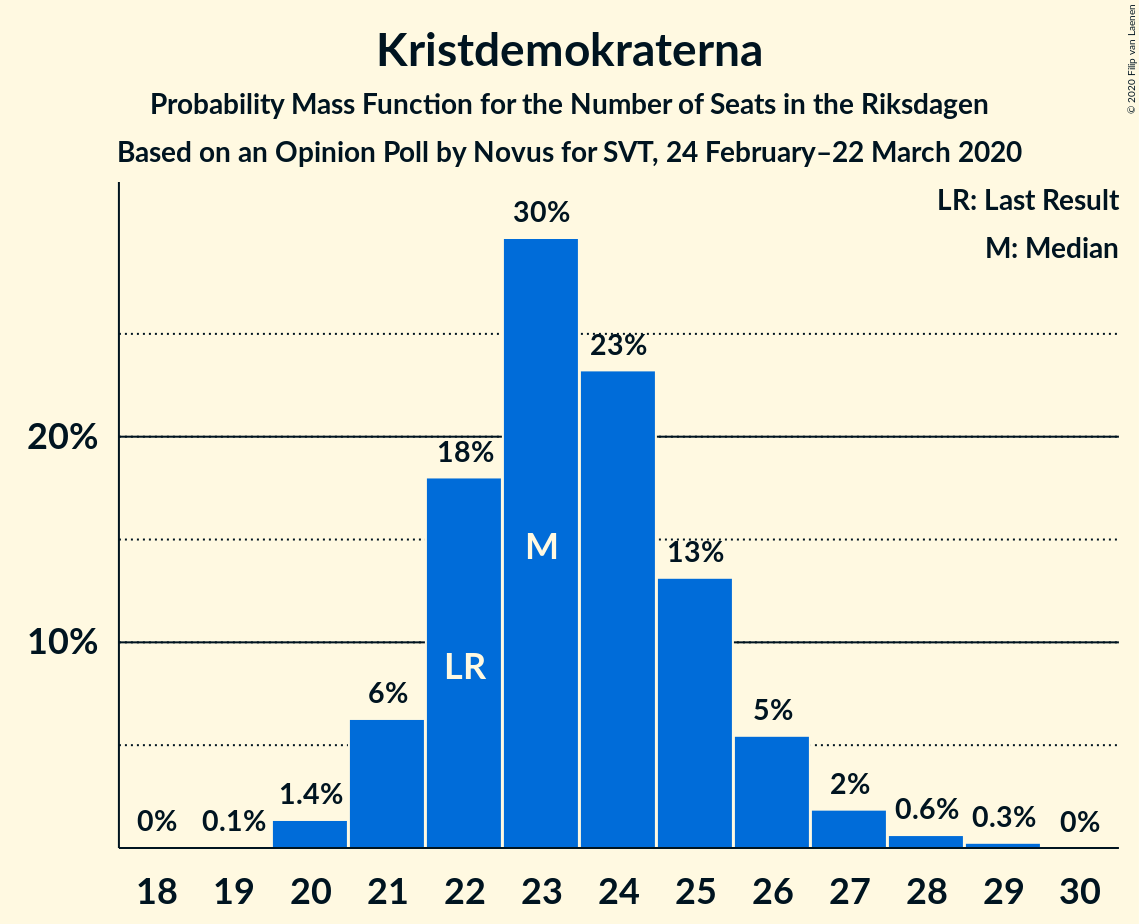 Kristdemokraterna
Probability Mass Function for the Number of Seats in the Riksdagen
Based on an Opinion Poll by Novus for SVT, 24 February–22 March 2020
© 2020 Filip van Laenen
LR: Last Result
M: Median
30%
23%
20%
18%
M
13%
10%
LR
6%
5%
2%
1.4%
0.6%
0.3%
0%
0.1%
0%
18 19 20 21 22 23 24 25 26 27 28 29 30